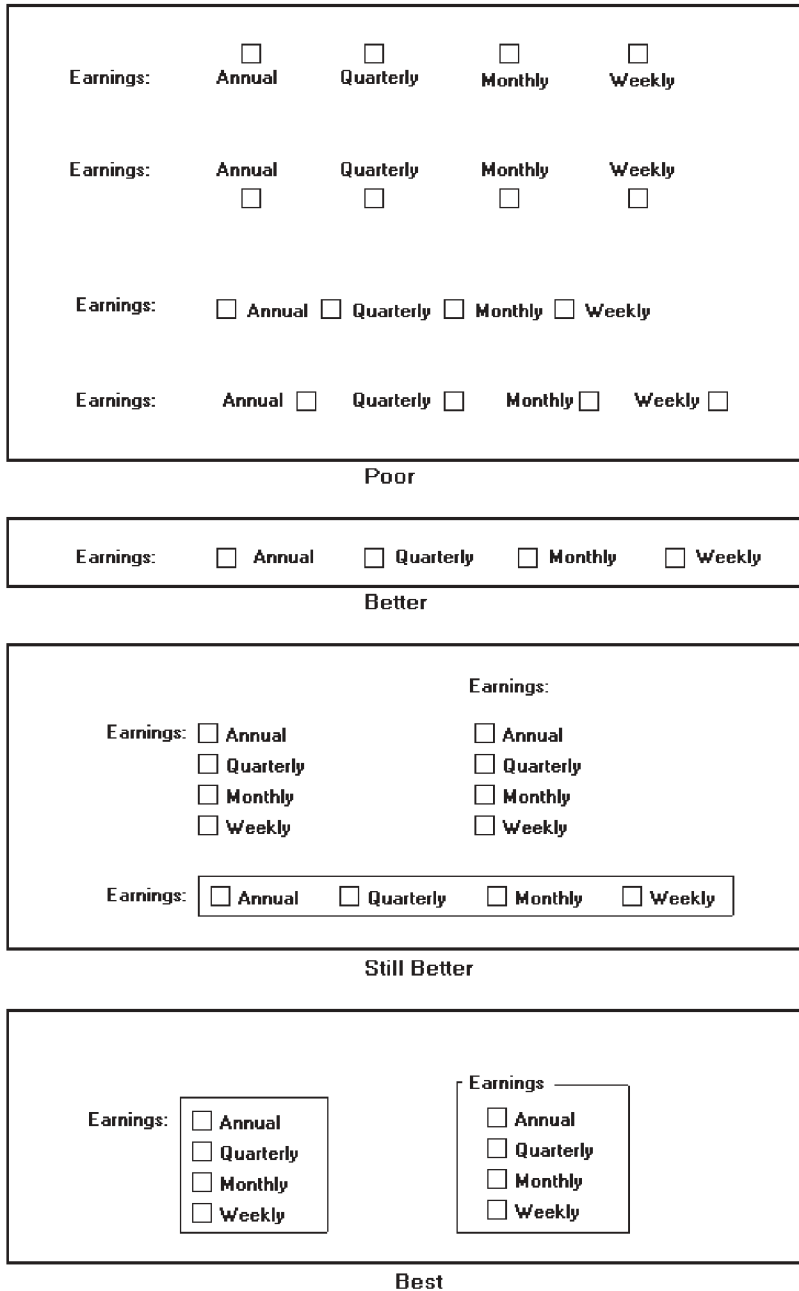 Earnings: Annual Quarterly Monthly Weekly
Earnings: Annual Quarterly Monthly Weekly
Earnings: Annual Quarterly Monthly Weekly
Earnings: Annual Quarterly Monthly Weekly
Poor
Earnings: Annual Quarterly Monthly Weekly
Better
Earnings:
Earnings: Annual Annual
Quarterly Quarterly
Monthly Monthly
Weekly Weekly
Earnings: Annual Quarterly Monthly Weekly
Still Better
Earnings
Earnings: Annual Annual
Quarterly Quarterly
Monthly Monthly
Weekly Weekly
Best